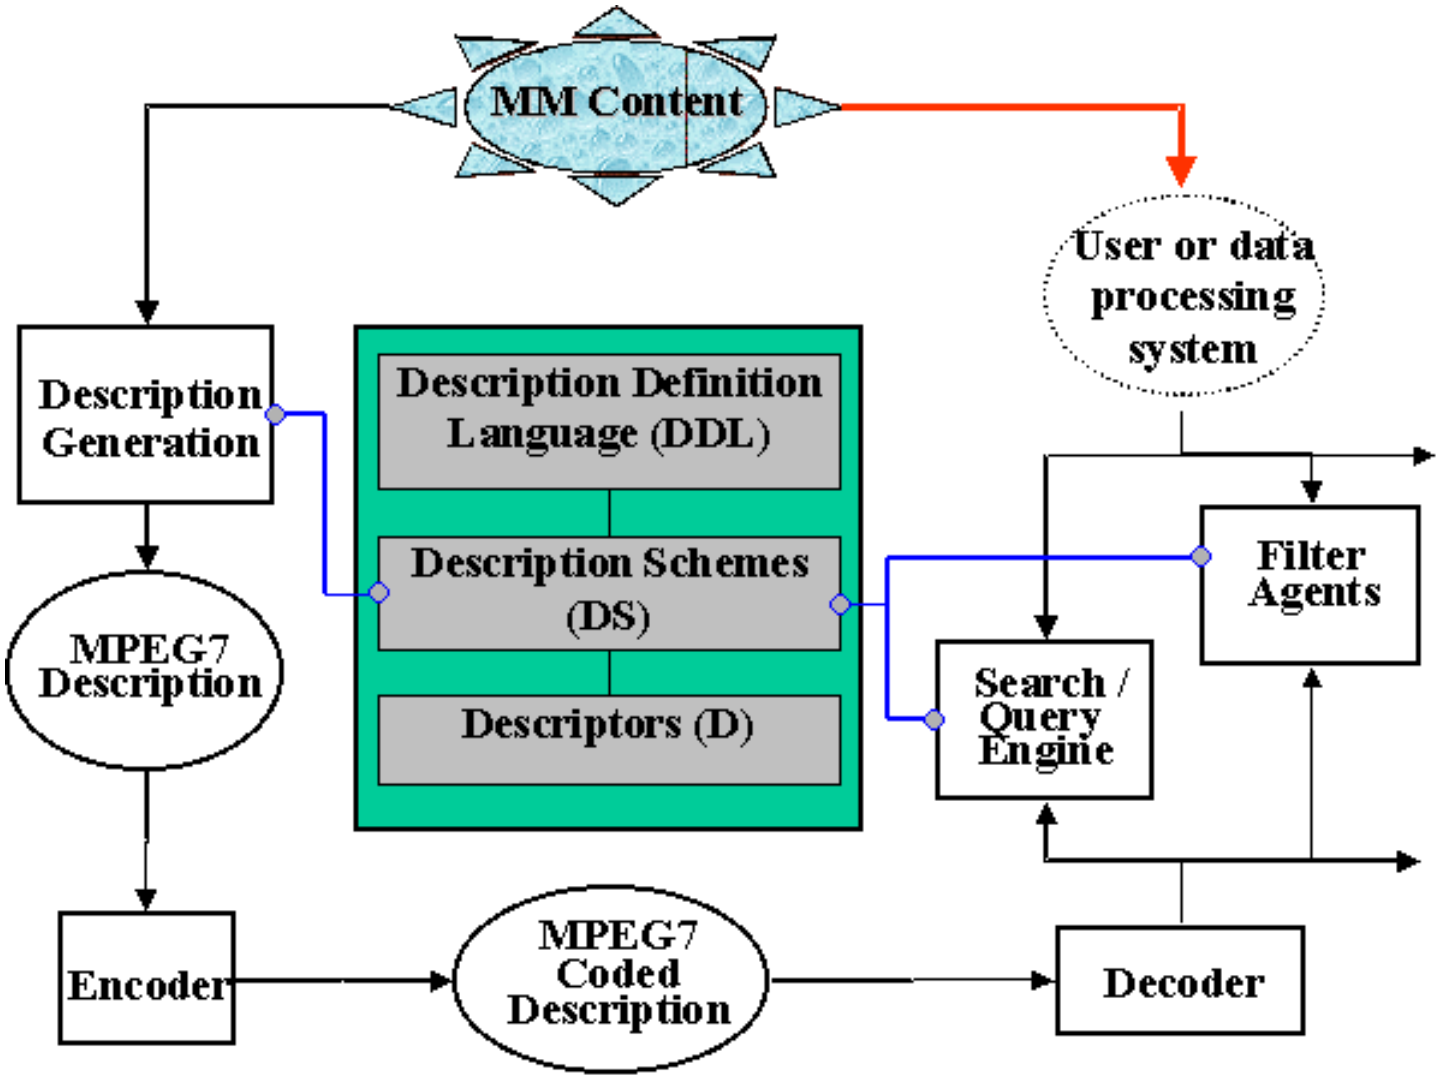 MM Content
User or data
processing
system
Description
Generation
Description Definition
Language (DDL)
Description Schemes
(DS)
Descriptors (D)
Filter
Agents
Search /
Query
Engine
MPEG7
Description
Encoder
MPEG7
Coded
Description
Decoder